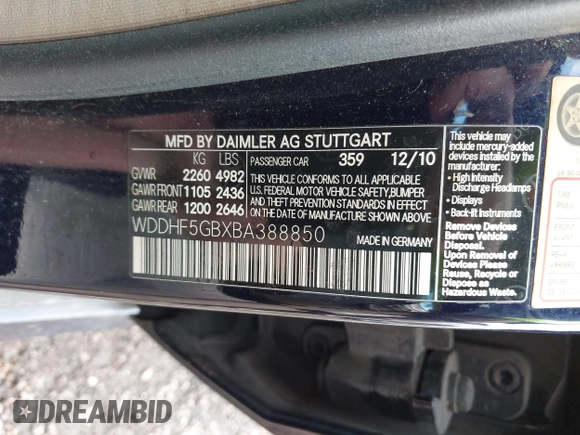 MFD BY DAIMLER AG STUTTGART
KG LBS
PASSENGER CAR 359 12/10
GVWR 2260 4982
GAWR FRONT 1105 2436
GAWR REAR 1200 2646
THIS VEHICLE CONFORMS TO ALL APPLICABLE
U.S. FEDERAL MOTOR VEHICLE SAFETY, BUMPER
AND THEFT PREVENTION STANDARDS IN EFFECT
ON THE DATE OF MANUFACTURE SHOWN ABOVE.
WDDHF5GBXBA388850
MADE IN GERMANY
This vehicle may
include mercury-added
devices installed by the
manufacturer:
• High Intensity
Discharge Headlamps
• Displays
• Back-lit Instruments
Remove Devices
Before Vehicle
Disposal.
Upon Removal of
Devices Please
Reuse, Recycle or
Dispose as
Hazardous Waste.
TIRE
FRONT
REAR
SPARE
DREAMBID